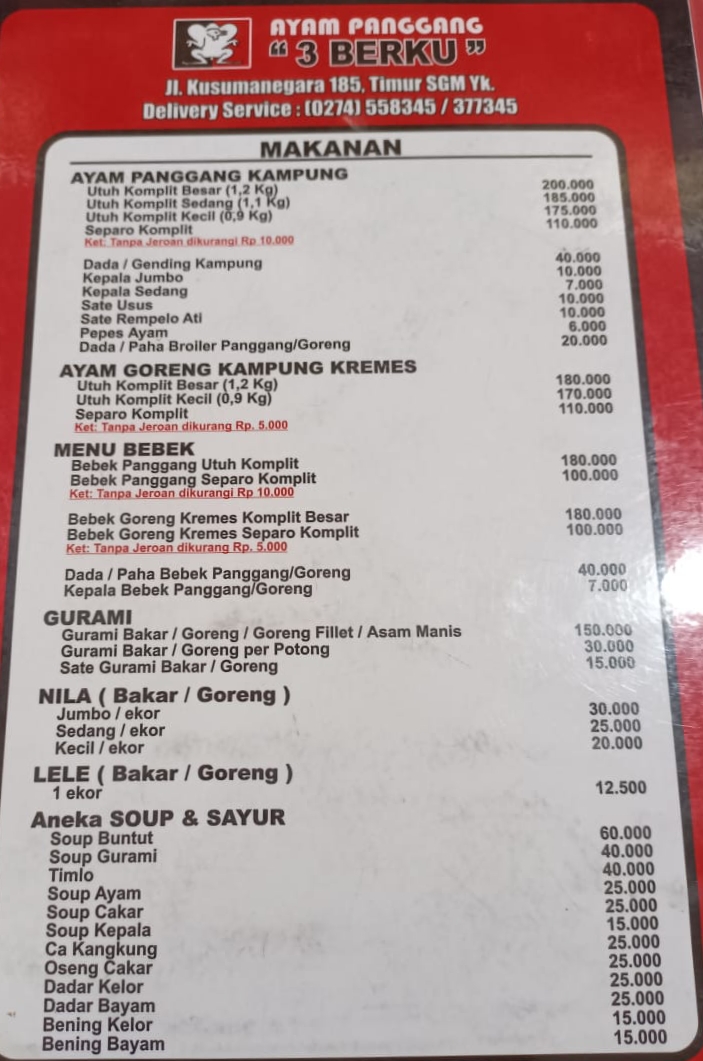 AYAM PANGGANG
“ 3 BERKU ”
Jl. Kusumanegara 185, Timur SGM Yk.
Delivery Service : (0274) 558345 / 377345
MAKANAN
AYAM PANGGANG KAMPUNG
Utuh Komplit Besar (1,2 Kg) 200.000
Utuh Komplit Sedang (1,1 Kg) 185.000
Utuh Komplit Kecil (0,9 Kg) 175.000
Separo Komplit 110.000
Ket: Tanpa Jeroan dikurangi Rp 10.000
Dada / Gending Kampung 40.000
Kepala Jumbo 10.000
Kepala Sedang 7.000
Sate Usus 10.000
Sate Rempelo Ati 10.000
Pepes Ayam 6.000
Dada / Paha Broiler Panggang/Goreng 20.000
AYAM GORENG KAMPUNG KREMES
Utuh Komplit Besar (1,2 Kg) 180.000
Utuh Komplit Kecil (0,9 Kg) 170.000
Separo Komplit 110.000
Ket: Tanpa Jeroan dikurang Rp. 5.000
MENU BEBEK
Bebek Panggang Utuh Komplit 180.000
Bebek Panggang Separo Komplit 100.000
Ket: Tanpa Jeroan dikurangi Rp 10.000
Bebek Goreng Kremes Komplit Besar 180.000
Bebek Goreng Kremes Separo Komplit 100.000
Ket: Tanpa Jeroan dikurang Rp. 5.000
Dada / Paha Bebek Panggang/Goreng 40.000
Kepala Bebek Panggang/Goreng 7.000
GURAMI
Gurami Bakar / Goreng / Goreng Fillet / Asam Manis 150.000
Gurami Bakar / Goreng per Potong 30.000
Sate Gurami Bakar / Goreng 15.000
NILA ( Bakar / Goreng )
Jumbo / ekor 30.000
Sedang / ekor 25.000
Kecil / ekor 20.000
LELE ( Bakar / Goreng )
1 ekor 12.500
Aneka SOUP & SAYUR
Soup Buntut 60.000
Soup Gurami 40.000
Timlo 40.000
Soup Ayam 25.000
Soup Cakar 25.000
Soup Kepala 15.000
Ca Kangkung 25.000
Oseng Cakar 25.000
Dadar Kelor 25.000
Dadar Bayam 25.000
Bening Kelor 15.000
Bening Bayam 15.000